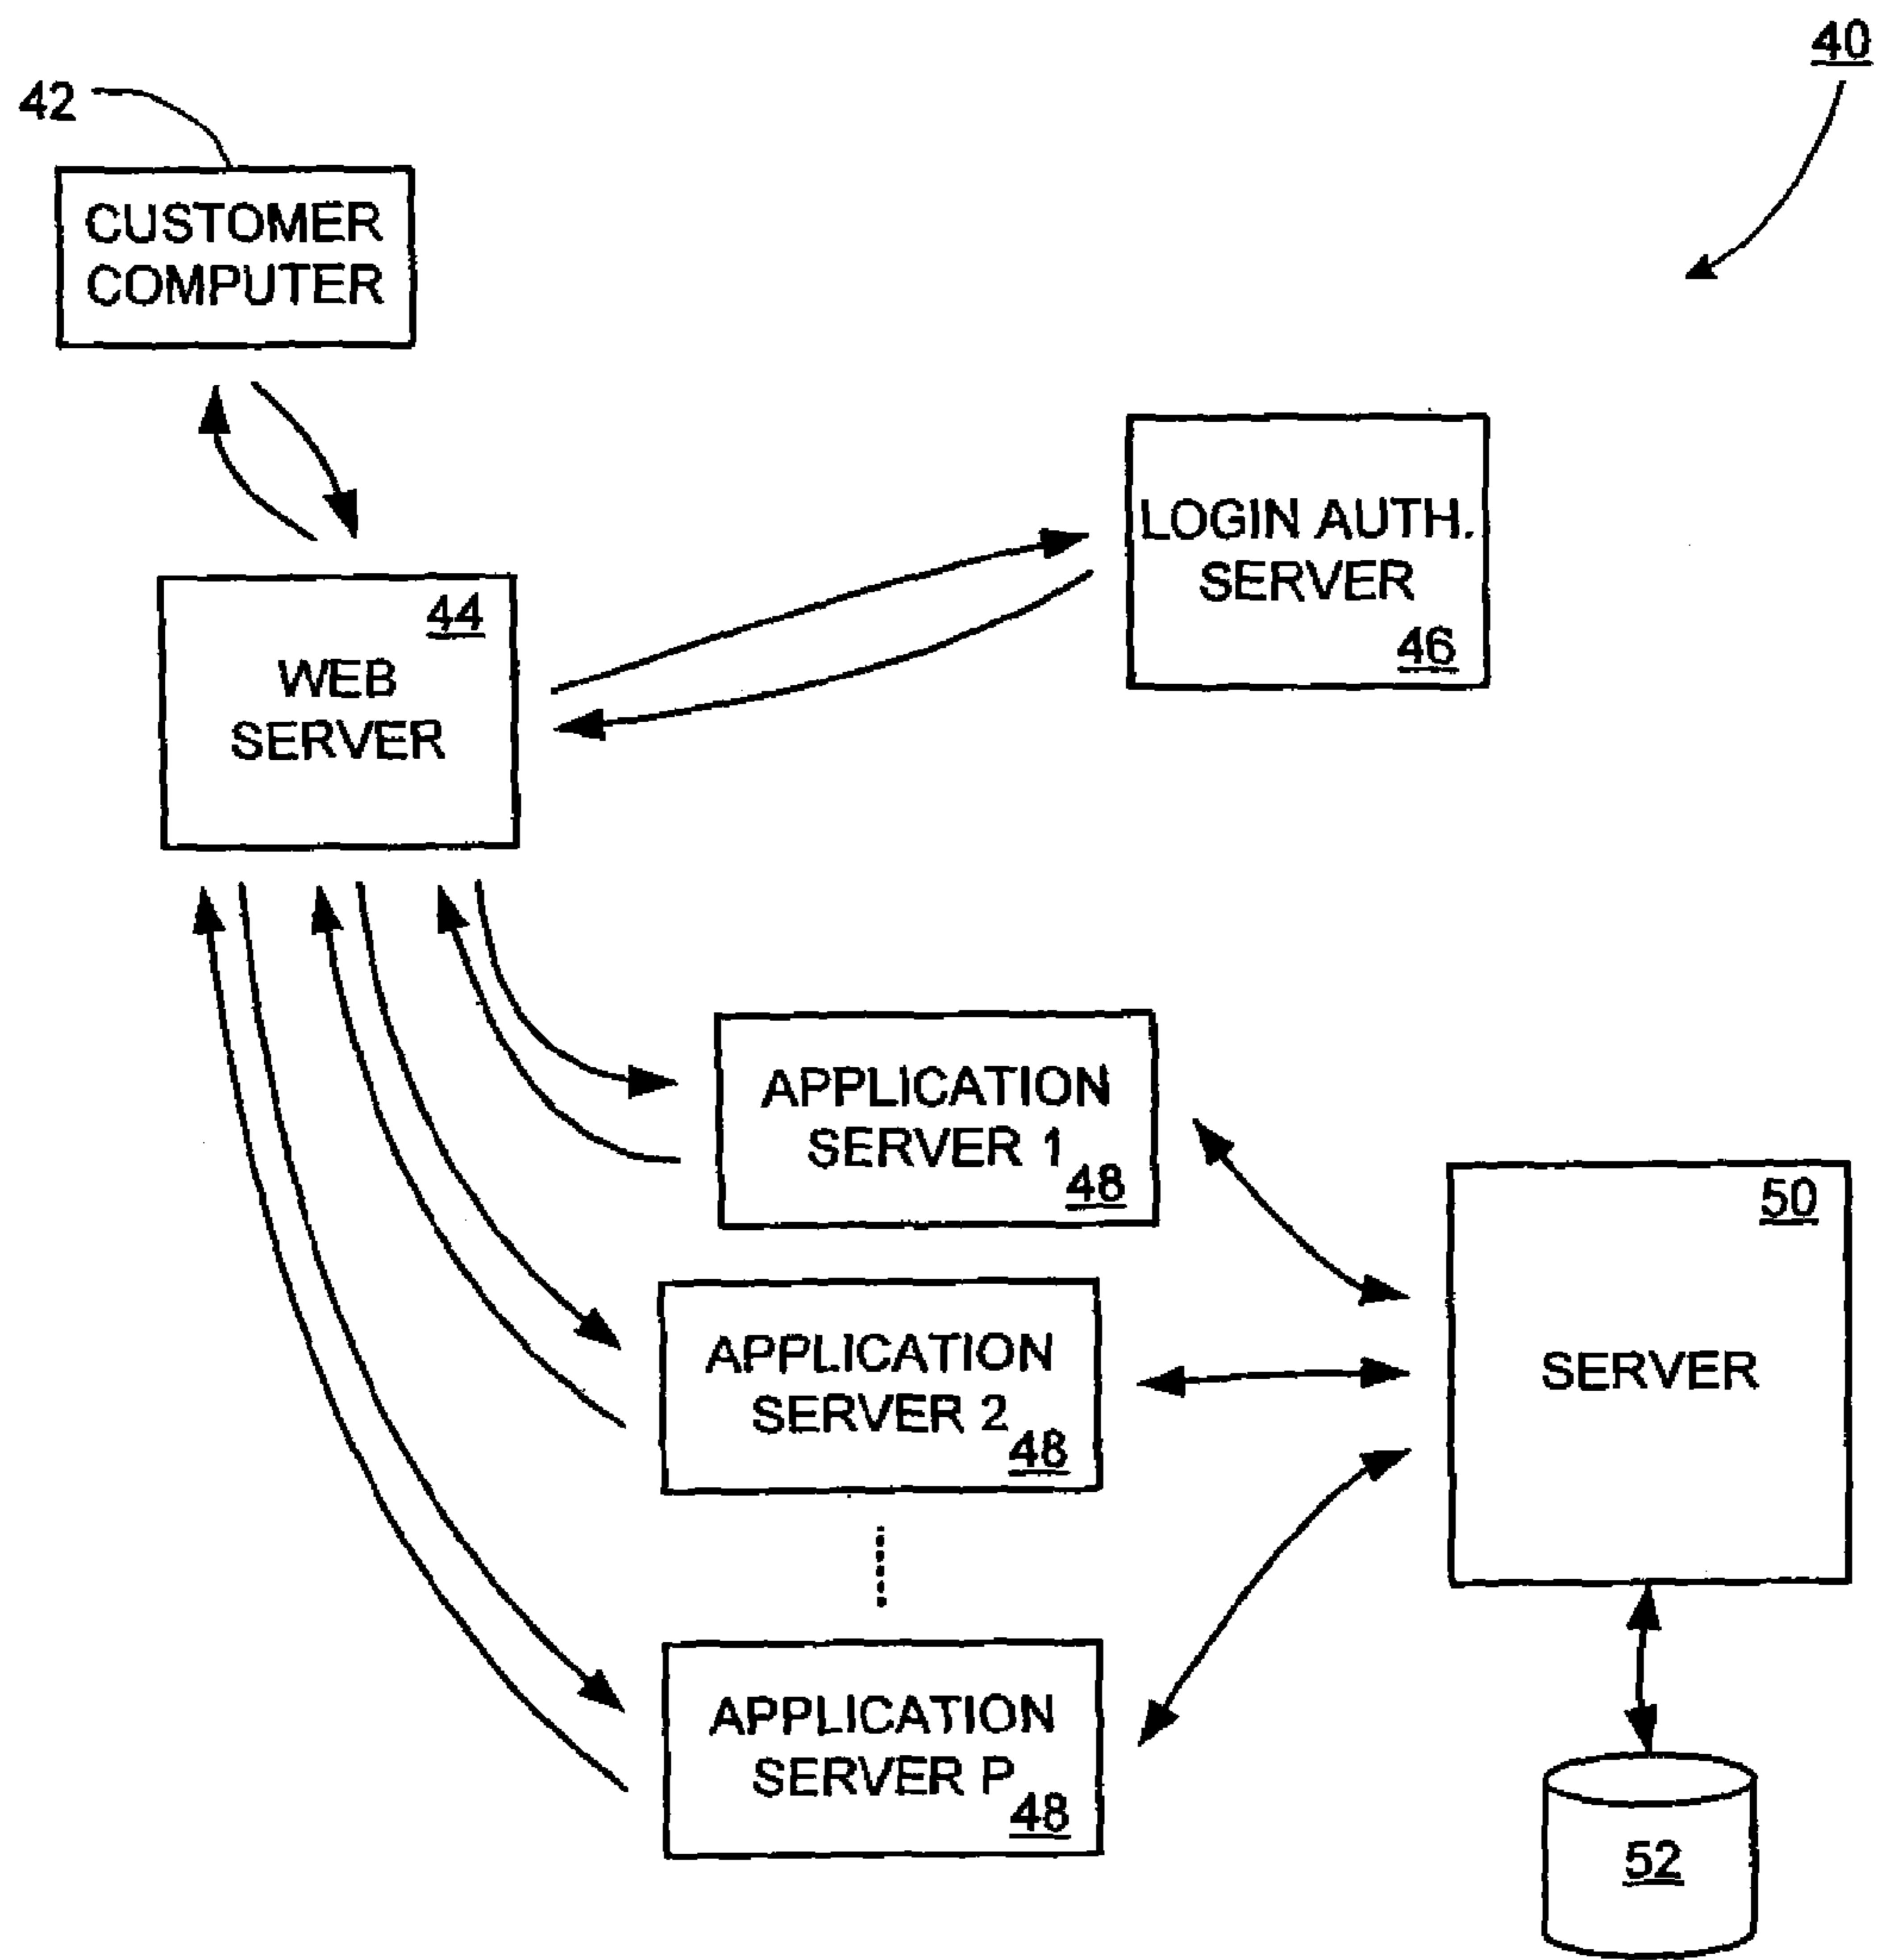 40
42
CUSTOMER
COMPUTER
LOGIN AUTH.
SERVER
46
44
WEB
SERVER
APPLICATION
SERVER 1
48
50
SERVER
APPLICATION
SERVER 2
48
APPLICATION
SERVER P
48
52